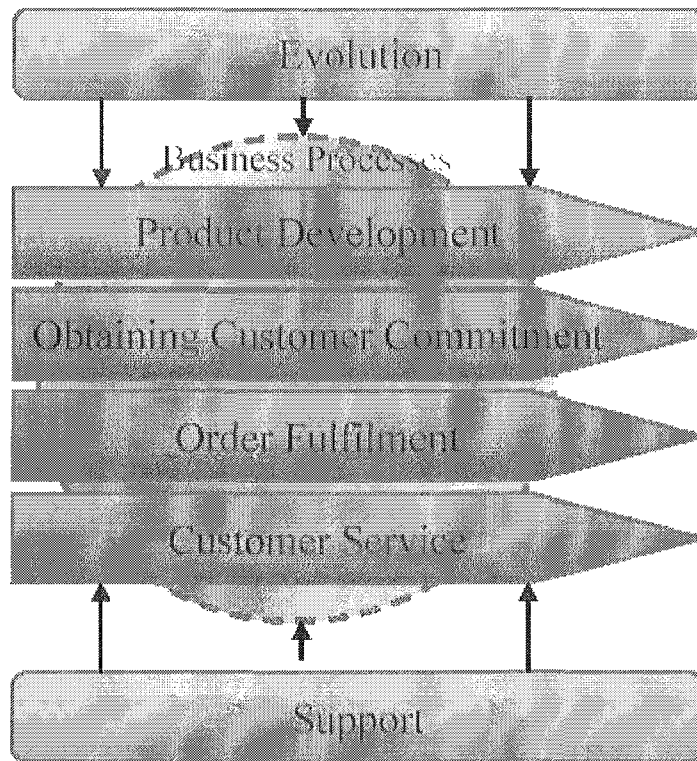 Evolution
Business Processes
Product Development
Obtaining Customer Commitment
Order Fulfilment
Customer Service
Support